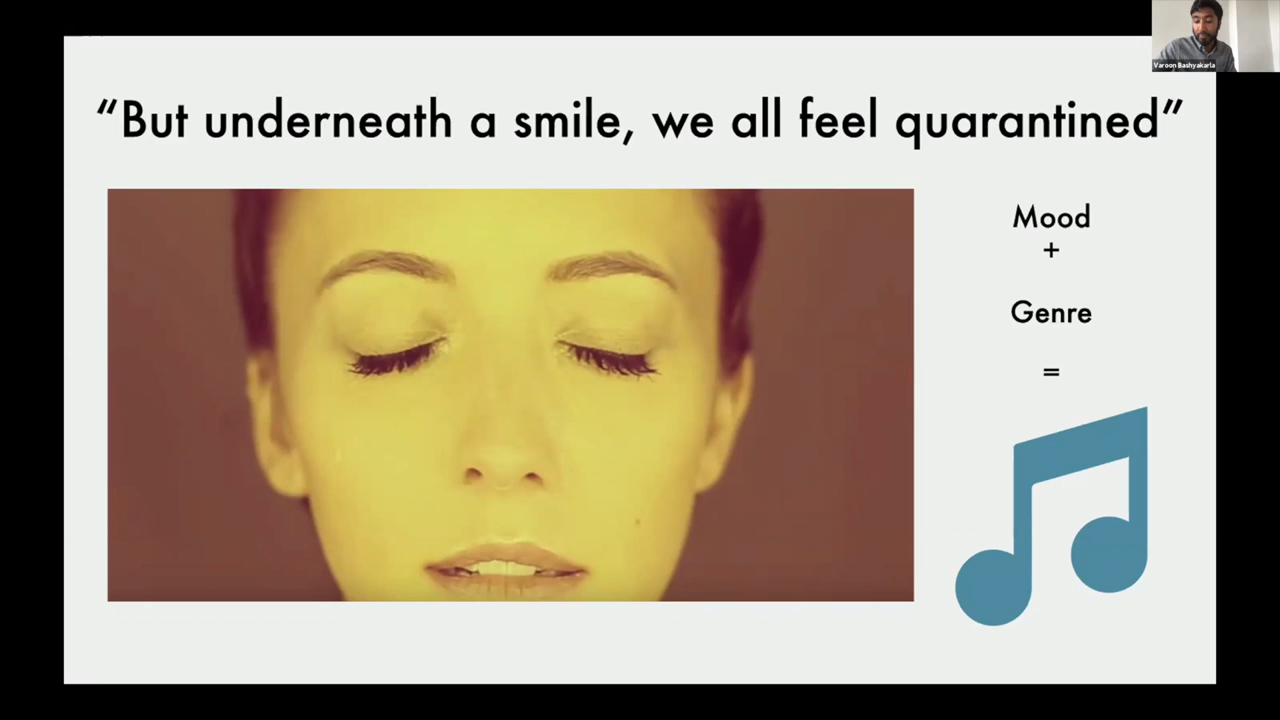 Varoon Bashyakarla
“But underneath a smile, we all feel quarantined”
Mood
+
Genre
=